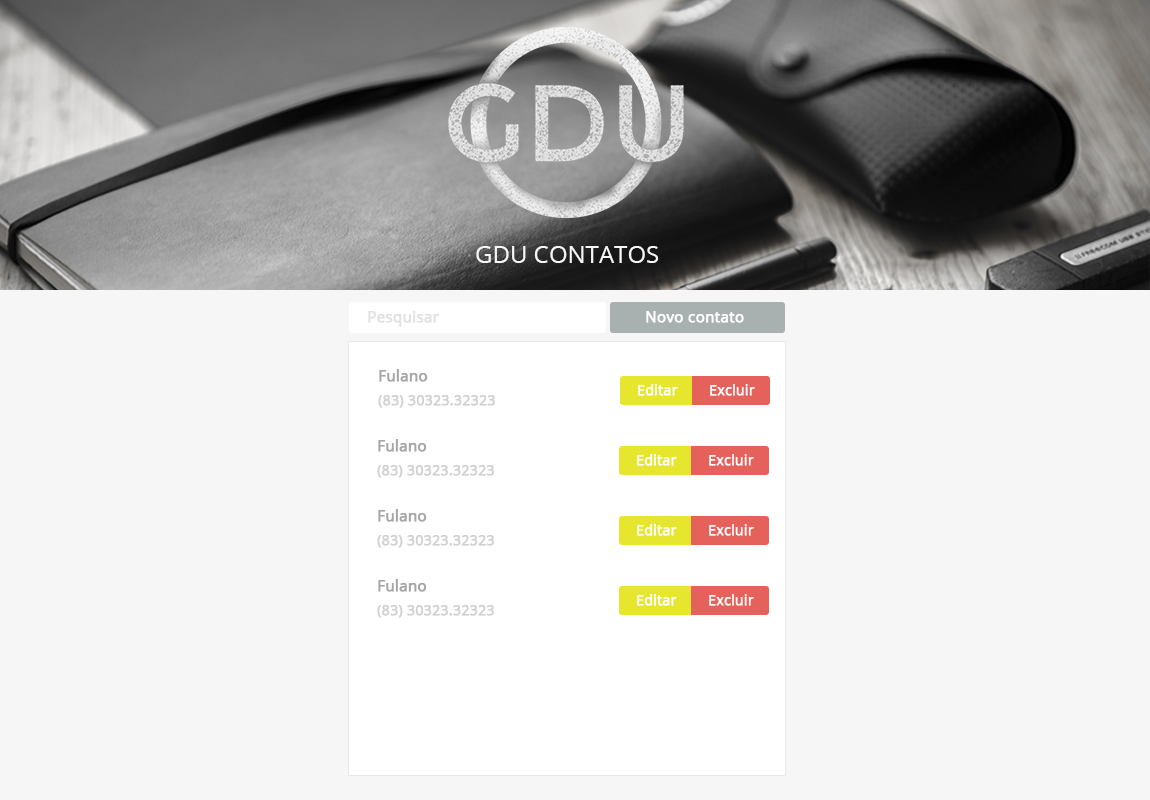 GDU
GDU CONTATOS
Pesquisar
Novo contato
Fulano
(83) 30323.32323
Editar
Excluir
Fulano
(83) 30323.32323
Editar
Excluir
Fulano
(83) 30323.32323
Editar
Excluir
Fulano
(83) 30323.32323
Editar
Excluir